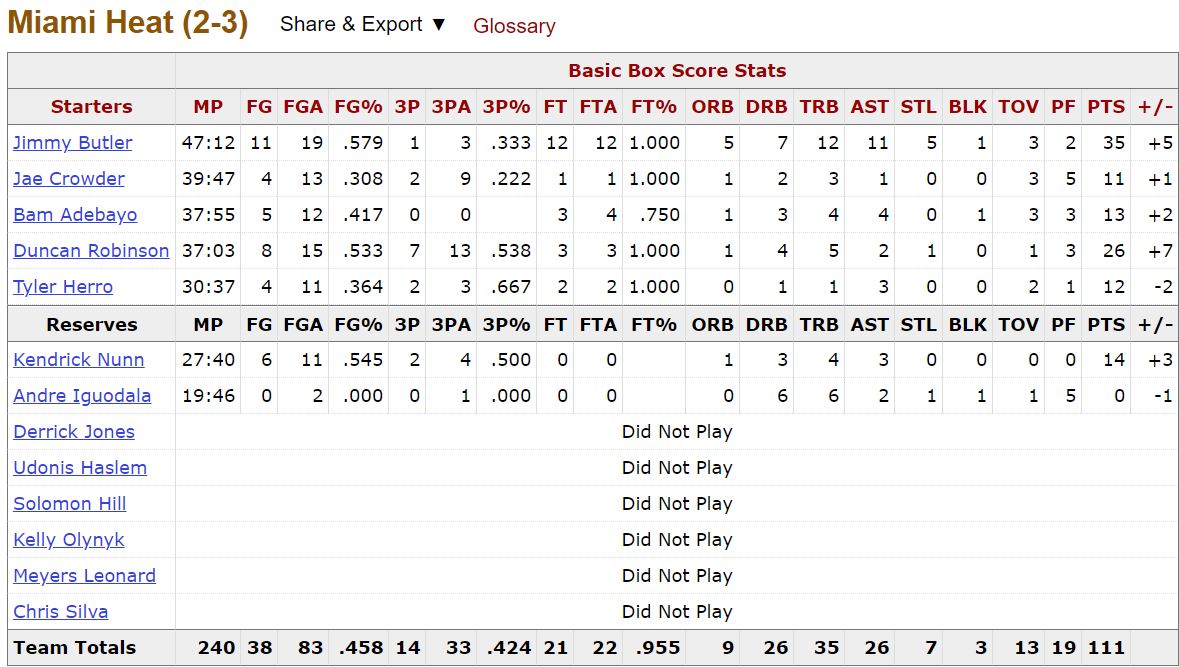 Miami Heat (2-3) Share & Export ▼ Glossary
Basic Box Score Stats
Starters MP FG FGA FG% 3P 3PA 3P% FT FTA FT% ORB DRB TRB AST STL BLK TOV PF PTS +/-
Jimmy Butler 47:12 11 19 .579 1 3 .333 12 12 1.000 5 7 12 11 5 1 3 2 35 +5
Jae Crowder 39:47 4 13 .308 2 9 .222 1 1 1.000 1 2 3 1 0 0 3 5 11 +1
Bam Adebayo 37:55 5 12 .417 0 0 3 4 .750 1 3 4 4 0 1 3 3 13 +2
Duncan Robinson 37:03 8 15 .533 7 13 .538 3 3 1.000 1 4 5 2 1 0 1 3 26 +7
Tyler Herro 30:37 4 11 .364 2 3 .667 2 2 1.000 0 1 1 3 0 0 2 1 12 -2
Reserves MP FG FGA FG% 3P 3PA 3P% FT FTA FT% ORB DRB TRB AST STL BLK TOV PF PTS +/-
Kendrick Nunn 27:40 6 11 .545 2 4 .500 0 0 1 3 4 3 0 0 0 0 14 +3
Andre Iguodala 19:46 0 2 .000 0 1 .000 0 0 0 6 6 2 1 1 1 5 0 -1
Derrick Jones Did Not Play
Udonis Haslem Did Not Play
Solomon Hill Did Not Play
Kelly Olynyk Did Not Play
Meyers Leonard Did Not Play
Chris Silva Did Not Play
Team Totals 240 38 83 .458 14 33 .424 21 22 .955 9 26 35 26 7 3 13 19 111